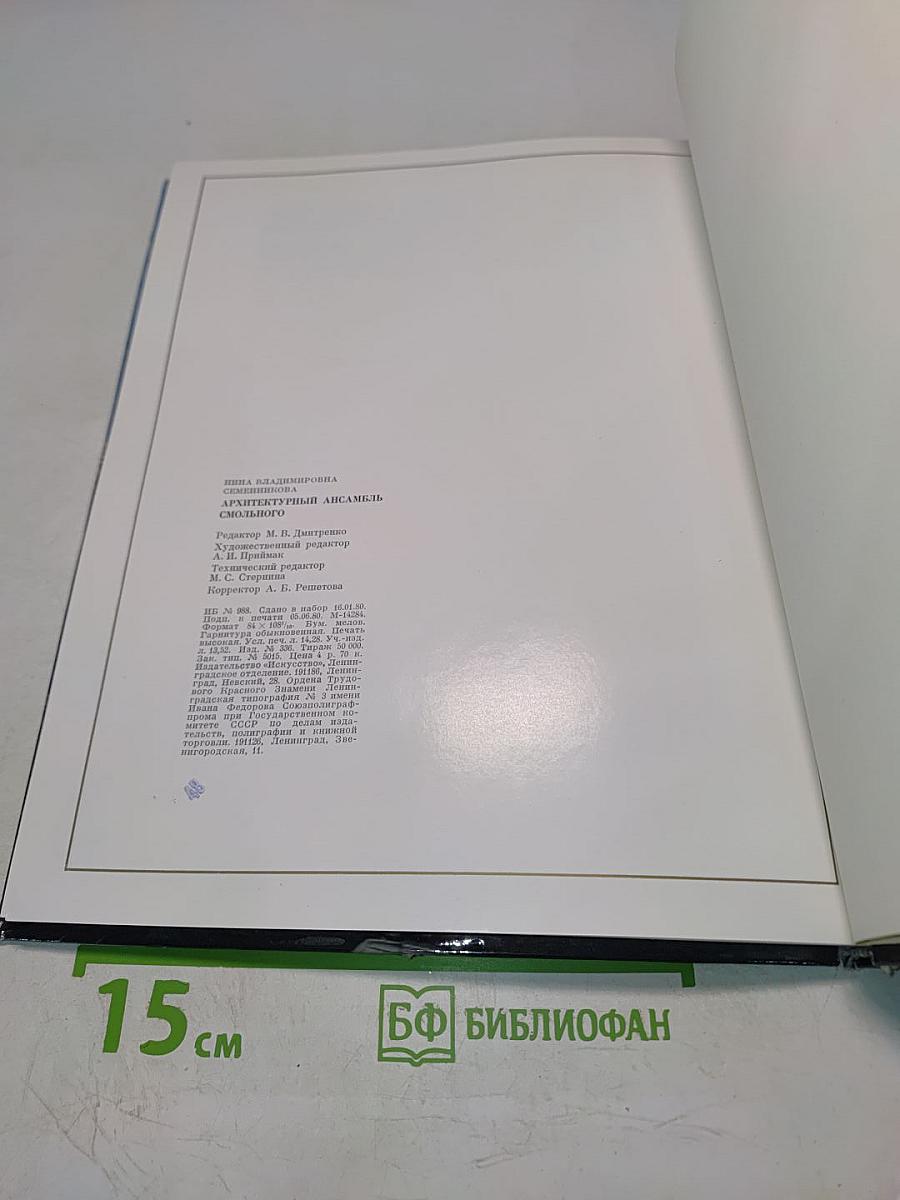 НИНА ВЛАДИМИРОВНА
СЕМЕННИКОВА
АРХИТЕКТУРНЫЙ АНСАМБЛЬ
СМОЛЬНОГО
Редактор М. В. Дмитренко
Художественный редактор
А. И. Приймак
Технический редактор
М. С. Стернина
Корректор А. Б. Решетова
ИБ № 988. Сдано в набор 16.01.80.
Подп. к печати 05.06.80. М-14284.
Формат 84 × 108¹/₁₆. Бум. мелов.
Гарнитура обыкновенная. Печать
высокая. Усл. печ. л. 14,28. Уч.-изд.
л. 13,52. Изд. № 336. Тираж 50 000.
Зак. тип. № 5015. Цена 4 р. 70 к.
Издательство «Искусство», Ленин-
градское отделение. 191186, Ленин-
град, Невский, 28. Ордена Трудо-
вого Красного Знамени Ленин-
градская типография № 3 имени
Ивана Федорова Союзполиграф-
прома при Государственном ко-
митете СССР по делам изда-
тельств, полиграфии и книжной
торговли. 191126, Ленинград, Зве-
нигородская, 11.
15 см
БФ БИБЛИОФАН